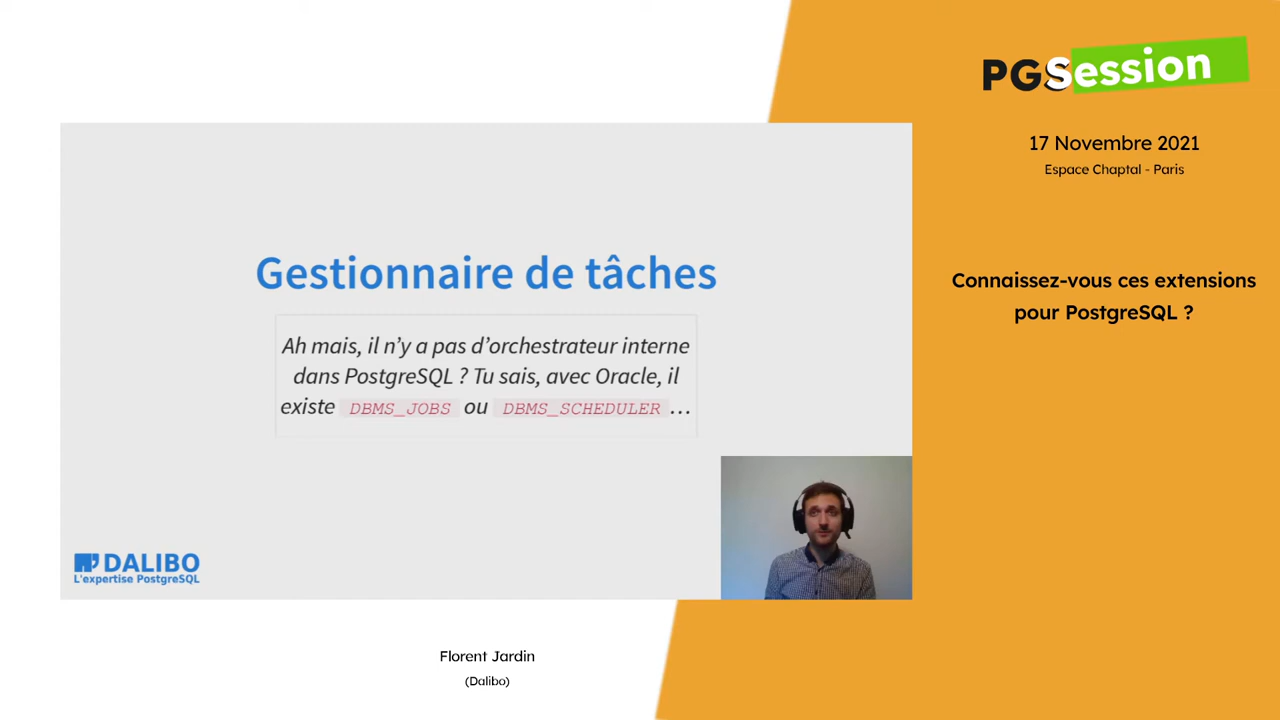 PGSession
17 Novembre 2021
Espace Chaptal - Paris
Connaissez-vous ces extensions
pour PostgreSQL ?
Gestionnaire de tâches
Ah mais, il n’y a pas d’orchestrateur interne
dans PostgreSQL ? Tu sais, avec Oracle, il
existe DBMS_JOBS ou DBMS_SCHEDULER …
DALIBO
L'expertise PostgreSQL
Florent Jardin
(Dalibo)